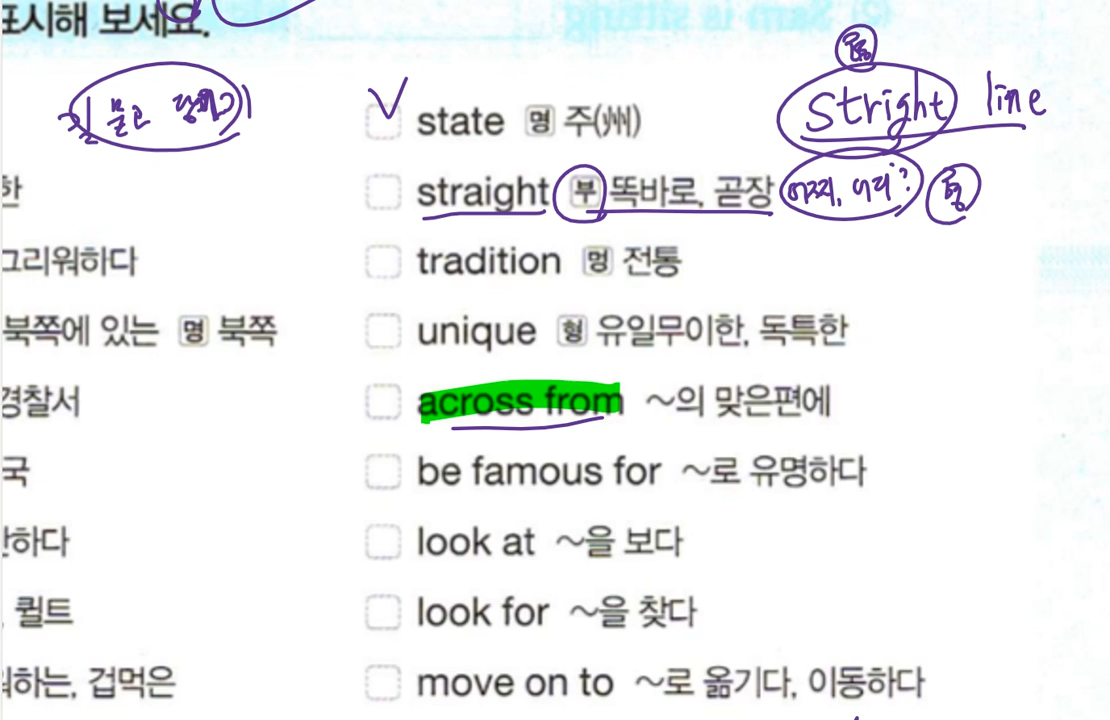 표시해 보세요.
길 묻고 답하기
state 명 주(州)
형
Stright line
한
straight 부 똑바로, 곧장
어찌, 어디?
형
그리워하다
tradition 명 전통
북쪽에 있는 명 북쪽
unique 형 유일무이한, 독특한
경찰서
across from ～의 맞은편에
국
be famous for ～로 유명하다
하다
look at ～을 보다
퀼트
look for ～을 찾다
하는, 겁먹은
move on to ～로 옮기다, 이동하다